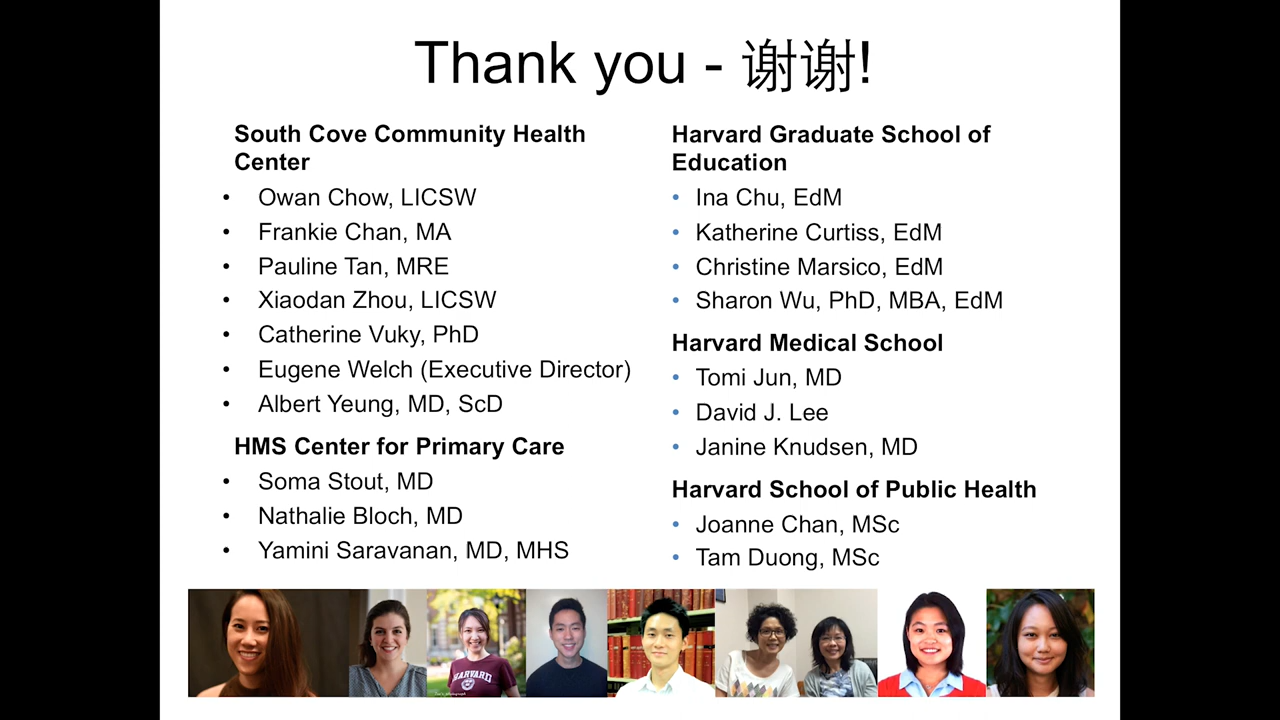 Thank you - 谢谢!
South Cove Community Health
Center
• Owan Chow, LICSW
• Frankie Chan, MA
• Pauline Tan, MRE
• Xiaodan Zhou, LICSW
• Catherine Vuky, PhD
• Eugene Welch (Executive Director)
• Albert Yeung, MD, ScD
HMS Center for Primary Care
• Soma Stout, MD
• Nathalie Bloch, MD
• Yamini Saravanan, MD, MHS
Harvard Graduate School of
Education
• Ina Chu, EdM
• Katherine Curtiss, EdM
• Christine Marsico, EdM
• Sharon Wu, PhD, MBA, EdM
Harvard Medical School
• Tomi Jun, MD
• David J. Lee
• Janine Knudsen, MD
Harvard School of Public Health
• Joanne Chan, MSc
• Tam Duong, MSc
HARVARD